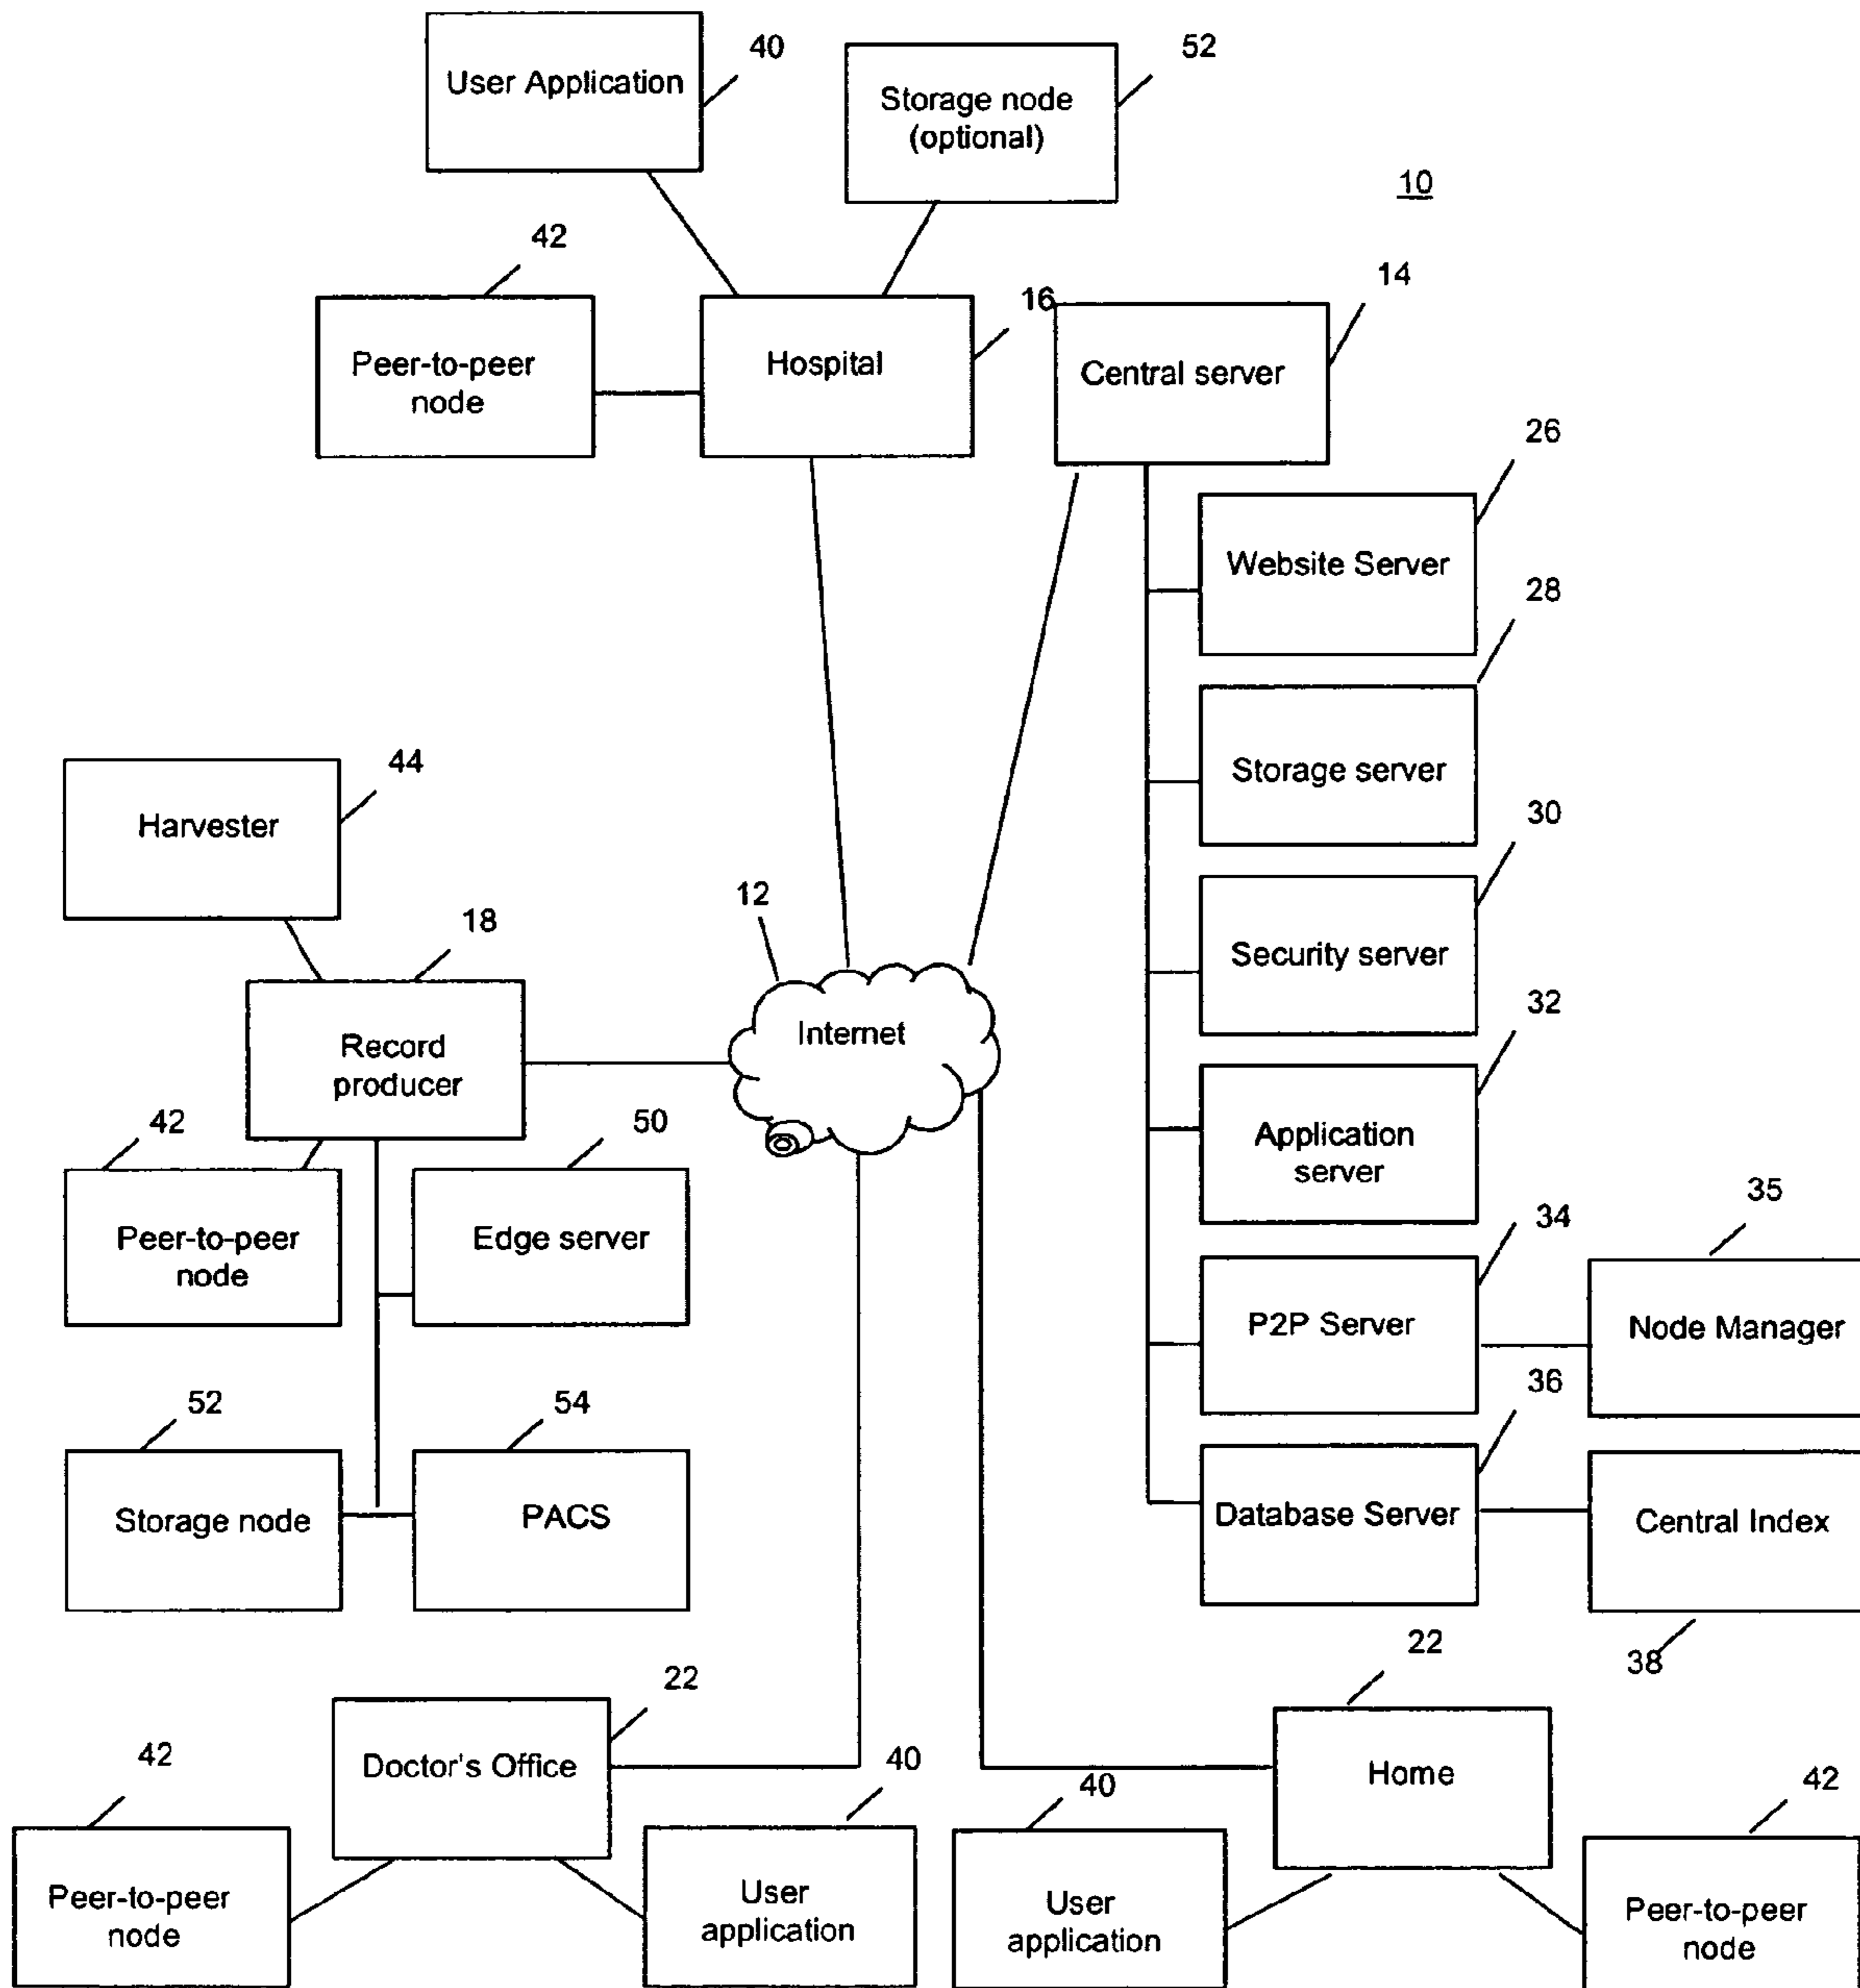 40
User Application
52
Storage node
(optional)
10
42
Peer-to-peer
node
16
Hospital
14
Central server
26
Website Server
28
Storage server
44
Harvester
30
Security server
12
Internet
18
Record
producer
32
Application
server
42
Peer-to-peer
node
50
Edge server
34
P2P Server
35
Node Manager
52
Storage node
54
PACS
36
Database Server
Central Index
38
22
Doctor's Office
22
Home
42
Peer-to-peer
node
40
User
application
40
User
application
42
Peer-to-peer
node